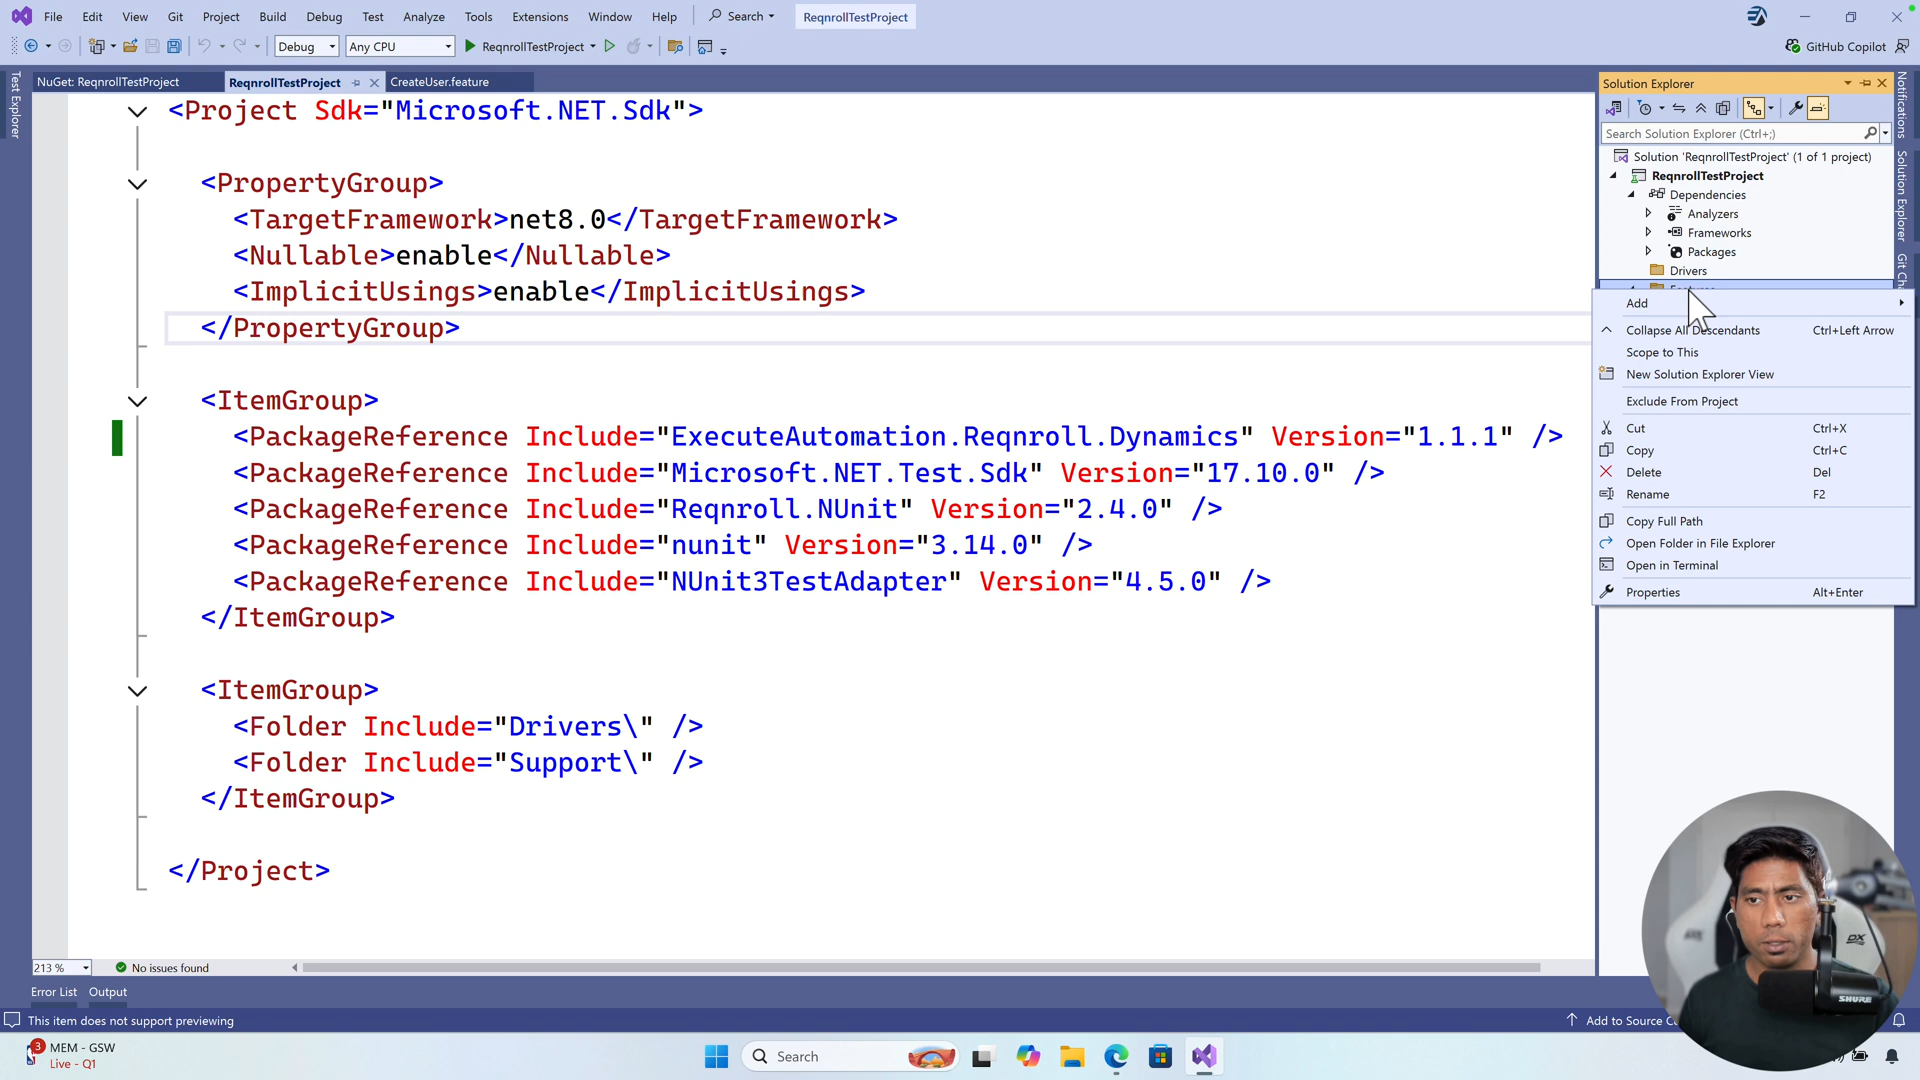 File Edit View Git Project Build Debug Test Analyze Tools Extensions Window Help Search ReqnrollTestProject
Debug Any CPU ReqnrollTestProject GitHub Copilot
NuGet: ReqnrollTestProject ReqnrollTestProject CreateUser.feature
Test Explorer
<Project Sdk="Microsoft.NET.Sdk">
<PropertyGroup>
<TargetFramework>net8.0</TargetFramework>
<Nullable>enable</Nullable>
<ImplicitUsings>enable</ImplicitUsings>
</PropertyGroup>
<ItemGroup>
<PackageReference Include="ExecuteAutomation.Reqnroll.Dynamics" Version="1.1.1" />
<PackageReference Include="Microsoft.NET.Test.Sdk" Version="17.10.0" />
<PackageReference Include="Reqnroll.NUnit" Version="2.4.0" />
<PackageReference Include="nunit" Version="3.14.0" />
<PackageReference Include="NUnit3TestAdapter" Version="4.5.0" />
</ItemGroup>
<ItemGroup>
<Folder Include="Drivers\" />
<Folder Include="Support\" />
</ItemGroup>
</Project>
Solution Explorer
Search Solution Explorer (Ctrl+;)
Solution 'ReqnrollTestProject' (1 of 1 project)
ReqnrollTestProject
Dependencies
Analyzers
Frameworks
Packages
Drivers
Add
Collapse All Descendants Ctrl+Left Arrow
Scope to This
New Solution Explorer View
Exclude From Project
Cut Ctrl+X
Copy Ctrl+C
Delete Del
Rename F2
Copy Full Path
Open Folder in File Explorer
Open in Terminal
Properties Alt+Enter
Notifications
Solution Explorer
213 % No issues found
Error List Output
This item does not support previewing Add to Source
3 MEM - GSW
Live - Q1
Search
DX
SHURE